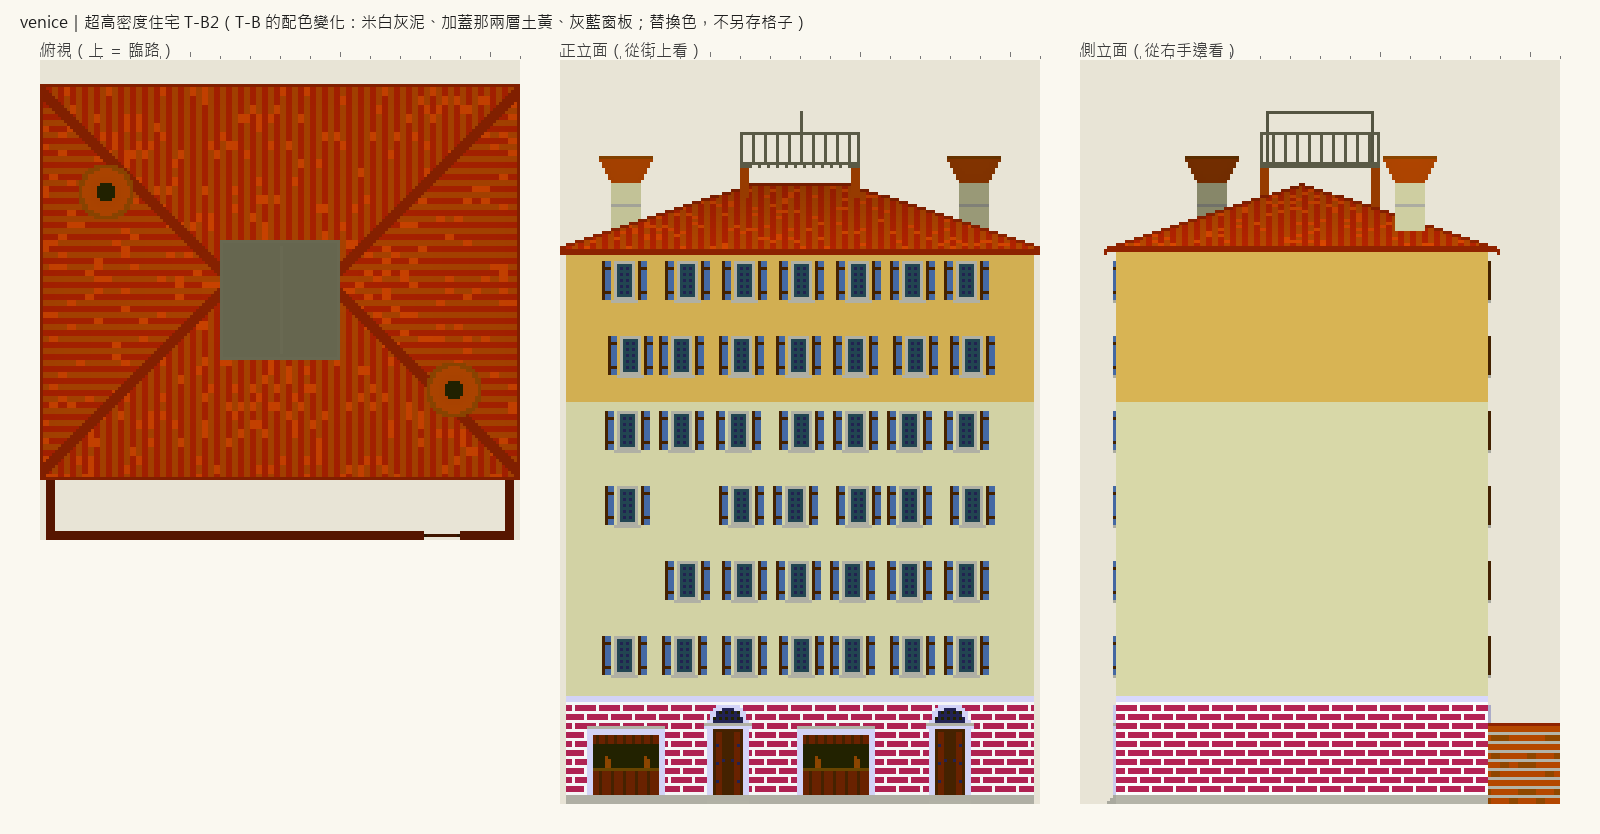 venice｜超高密度住宅 T-B2（T-B 的配色變化：米白灰泥、加蓋那兩層土黃、灰藍窗板；替換色，不另存格子）
俯視（上 = 臨路）
正立面（從街上看）
側立面（從右手邊看）